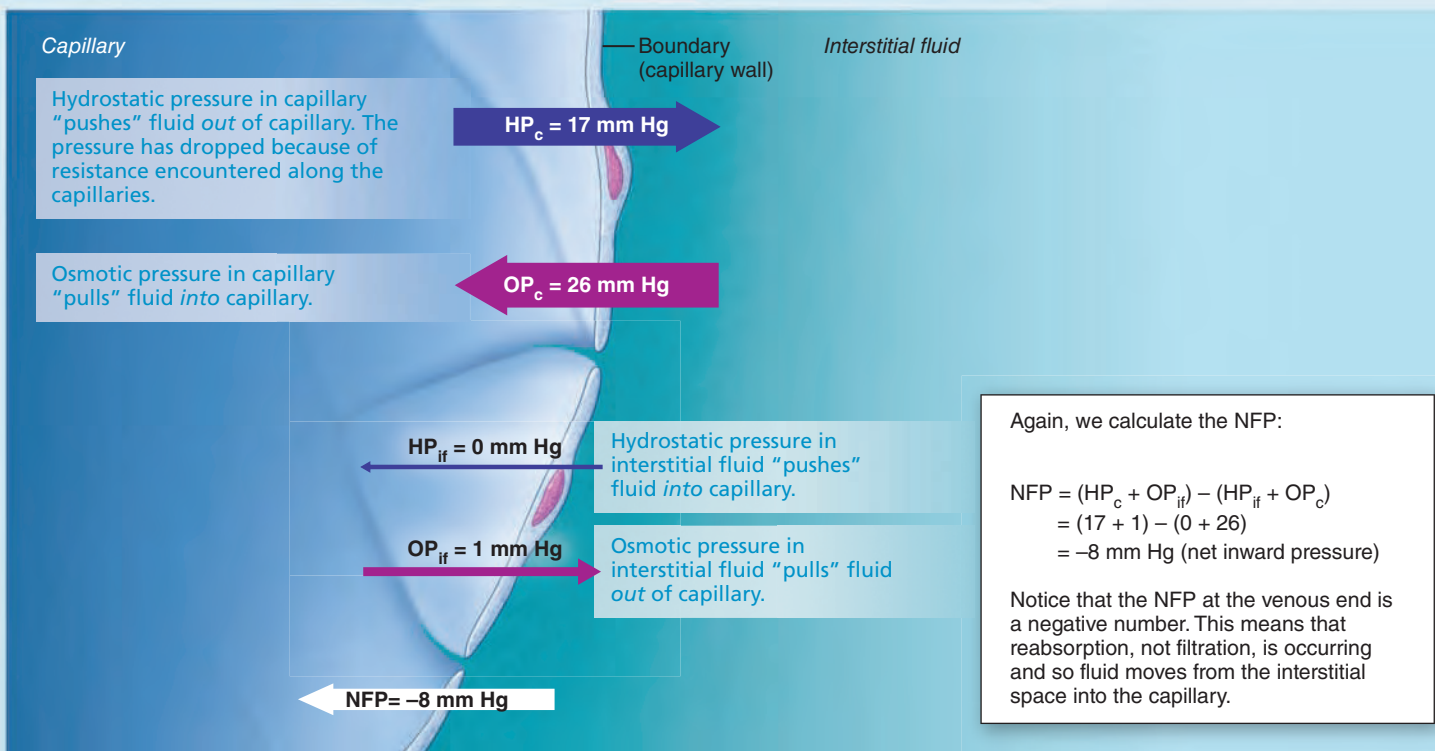 Capillary
Boundary
(capillary wall)
Interstitial fluid
Hydrostatic pressure in capillary
“pushes” fluid out of capillary. The
pressure has dropped because of
resistance encountered along the
capillaries.
HPc = 17 mm Hg
Osmotic pressure in capillary
“pulls” fluid into capillary.
OPc = 26 mm Hg
HPif = 0 mm Hg
Hydrostatic pressure in
interstitial fluid “pushes”
fluid into capillary.
OPif = 1 mm Hg
Osmotic pressure in
interstitial fluid “pulls” fluid
out of capillary.
NFP= –8 mm Hg
Again, we calculate the NFP:
NFP = (HPc + OPif) – (HPif + OPc)
= (17 + 1) – (0 + 26)
= –8 mm Hg (net inward pressure)
Notice that the NFP at the venous end is
a negative number. This means that
reabsorption, not filtration, is occurring
and so fluid moves from the interstitial
space into the capillary.